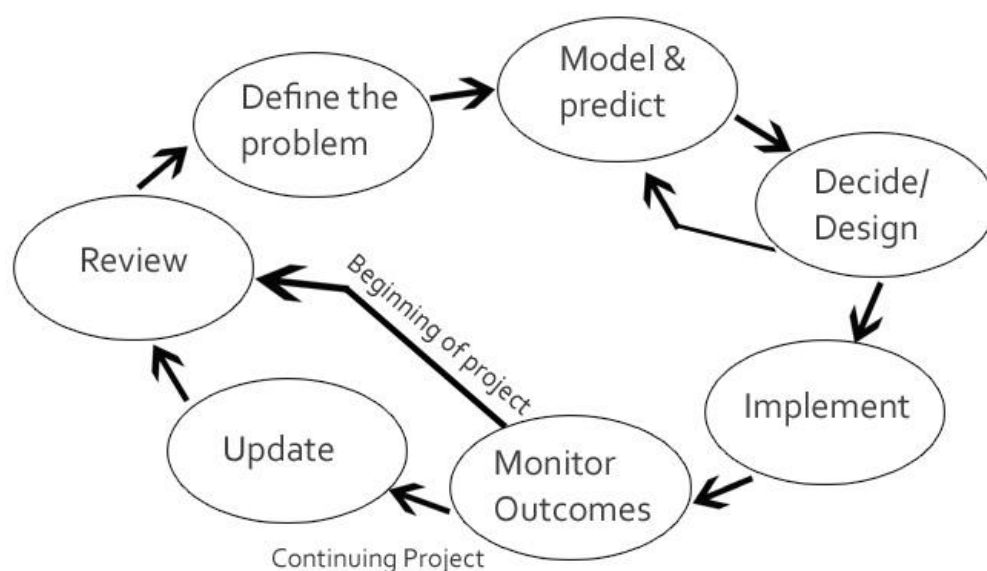 Define the
problem
Model &
predict
Decide/
Design
Implement
Monitor
Outcomes
Continuing Project
Beginning of project
Update
Review